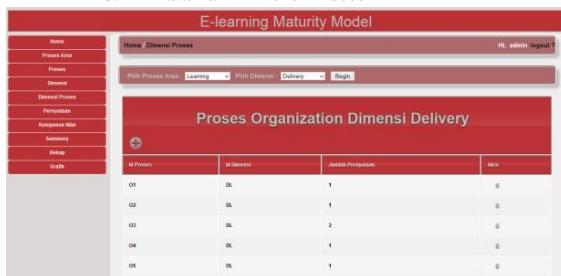 E-learning Maturity Model
Home
Proses Area
Proses
Dimensi
Dimensi Proses
Pernyataan
Komponen Nilai
Summary
Rekap
Grafik
Home / Dimensi Proses
Hi, admin logout ?
Pilih Proses Area : Learning Pilih Dimensi : Delivery Begin
Proses Organization Dimensi Delivery
Id Proses Id Dimensi Jumlah Pernyataan Aksi
O1 DL 1
O2 DL 1
O3 DL 2
O4 DL 1
O5 DL 1